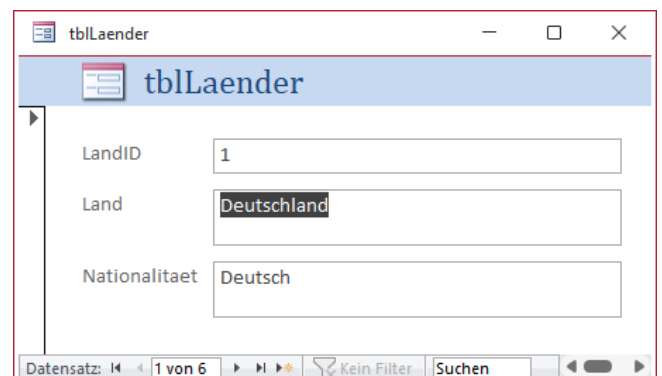 tblLaender
tblLaender
LandID 1
Land Deutschland
Nationalitaet Deutsch
Datensatz: 1 von 6 Kein Filter Suchen